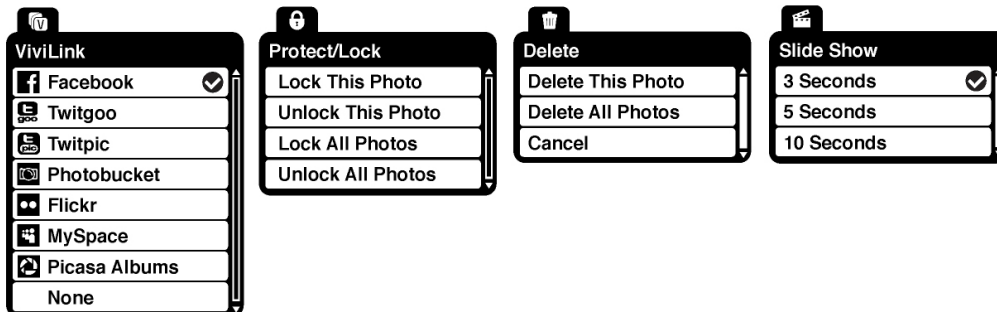 ViviLink
Facebook
Twitgoo
Twitpic
Photobucket
Flickr
MySpace
Picasa Albums
None
Protect/Lock
Lock This Photo
Unlock This Photo
Lock All Photos
Unlock All Photos
Delete
Delete This Photo
Delete All Photos
Cancel
Slide Show
3 Seconds
5 Seconds
10 Seconds